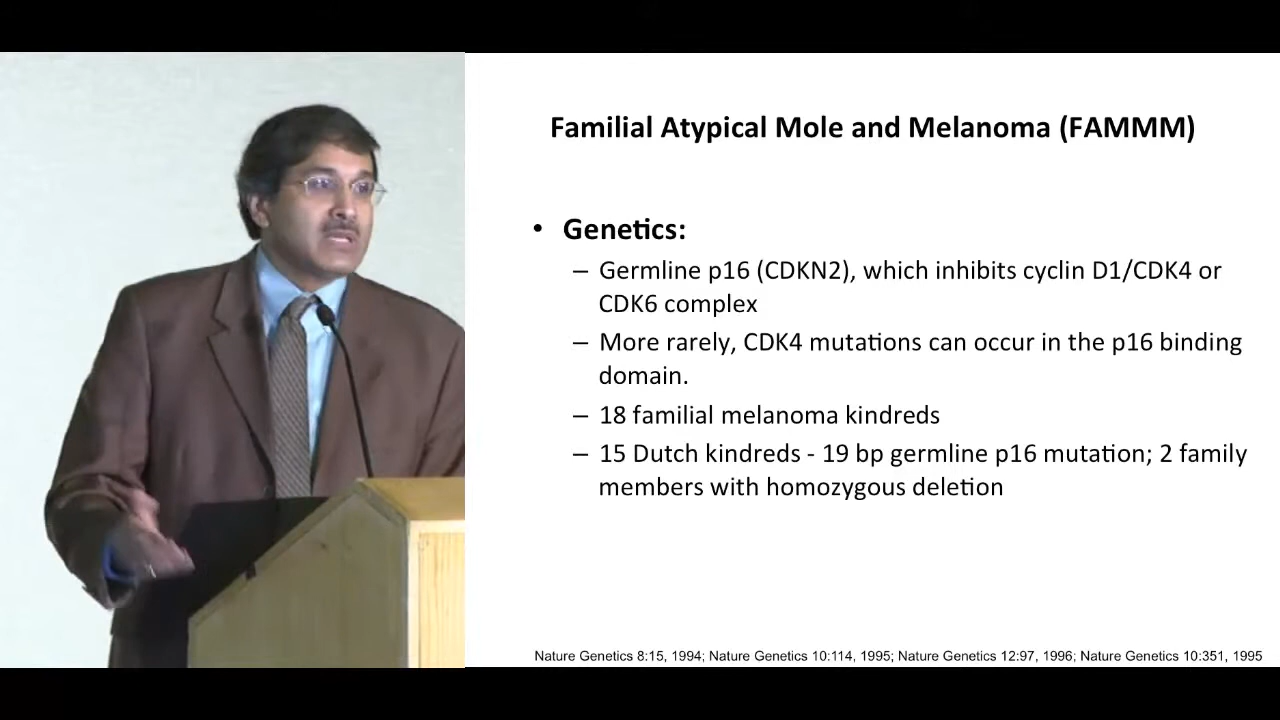 Familial Atypical Mole and Melanoma (FAMMM)
• Genetics:
– Germline p16 (CDKN2), which inhibits cyclin D1/CDK4 or
CDK6 complex
– More rarely, CDK4 mutations can occur in the p16 binding
domain.
– 18 familial melanoma kindreds
– 15 Dutch kindreds - 19 bp germline p16 mutation; 2 family
members with homozygous deletion
Nature Genetics 8:15, 1994; Nature Genetics 10:114, 1995; Nature Genetics 12:97, 1996; Nature Genetics 10:351, 1995